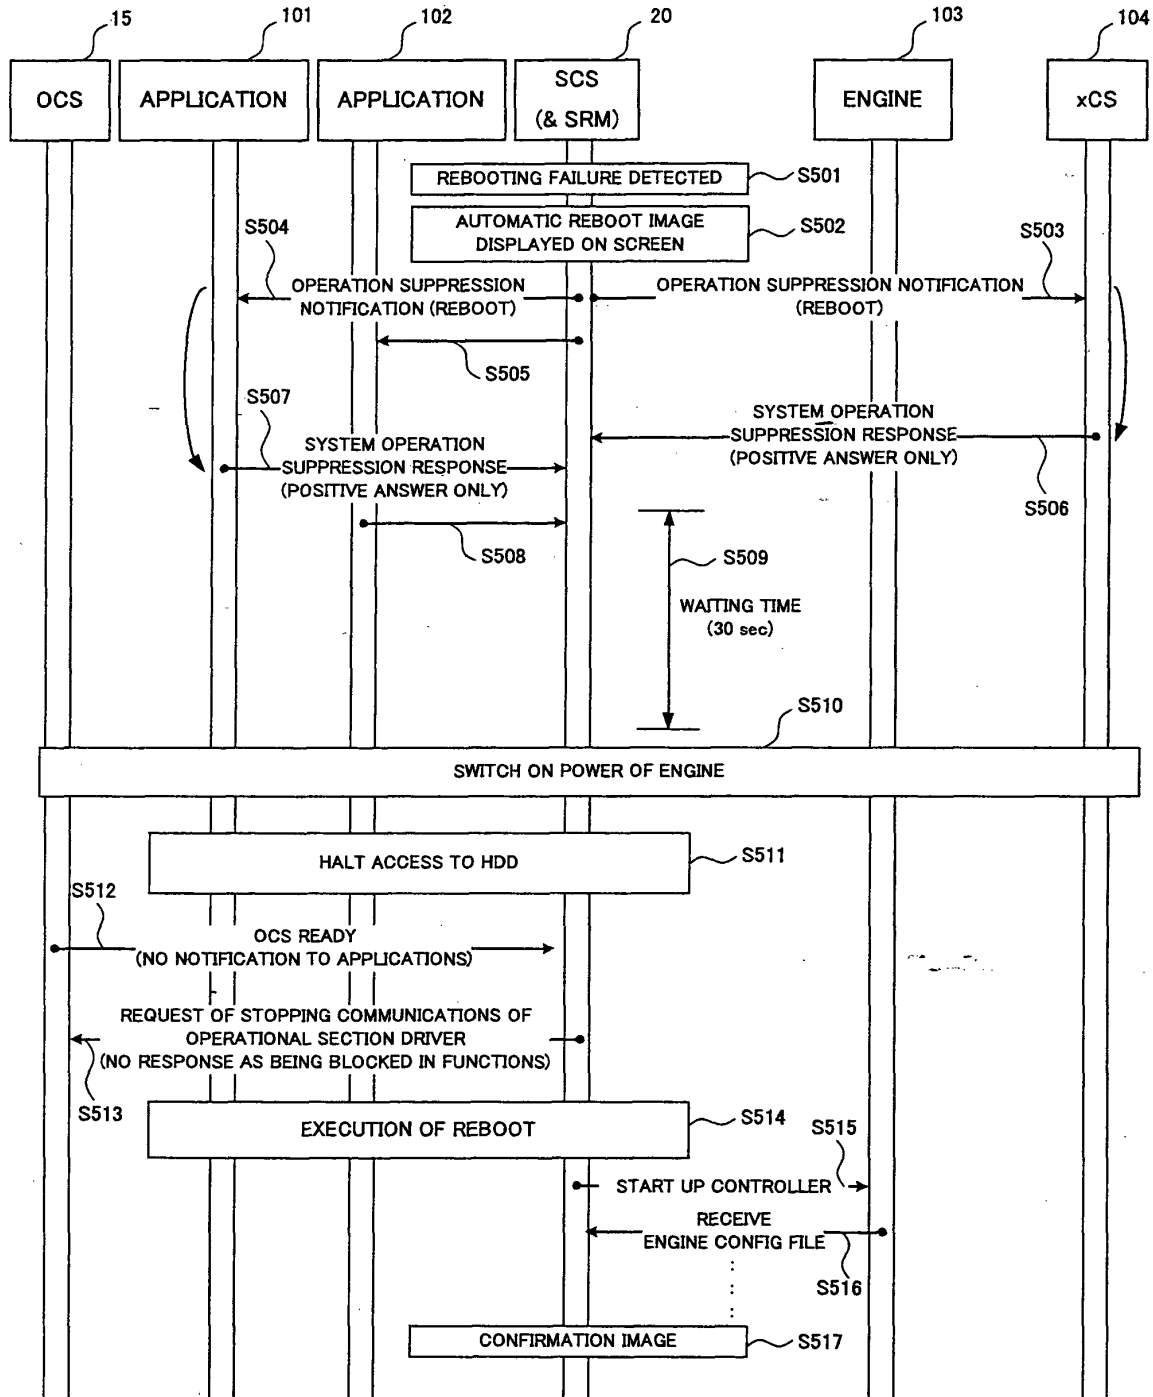 15
101
102
20
103
104
OCS
APPLICATION
APPLICATION
SCS
(& SRM)
ENGINE
xCS
REBOOTING FAILURE DETECTED
S501
AUTOMATIC REBOOT IMAGE
DISPLAYED ON SCREEN
S502
S504
S503
OPERATION SUPPRESSION
NOTIFICATION (REBOOT)
OPERATION SUPPRESSION NOTIFICATION
(REBOOT)
S505
S507
SYSTEM OPERATION
SUPPRESSION RESPONSE
(POSITIVE ANSWER ONLY)
SYSTEM OPERATION
SUPPRESSION RESPONSE
(POSITIVE ANSWER ONLY)
S506
S508
S509
WAITING TIME
(30 sec)
S510
SWITCH ON POWER OF ENGINE
HALT ACCESS TO HDD
S511
S512
OCS READY
(NO NOTIFICATION TO APPLICATIONS)
REQUEST OF STOPPING COMMUNICATIONS OF
OPERATIONAL SECTION DRIVER
(NO RESPONSE AS BEING BLOCKED IN FUNCTIONS)
S513
EXECUTION OF REBOOT
S514
S515
START UP CONTROLLER
RECEIVE
ENGINE CONFIG FILE
S516
CONFIRMATION IMAGE
S517